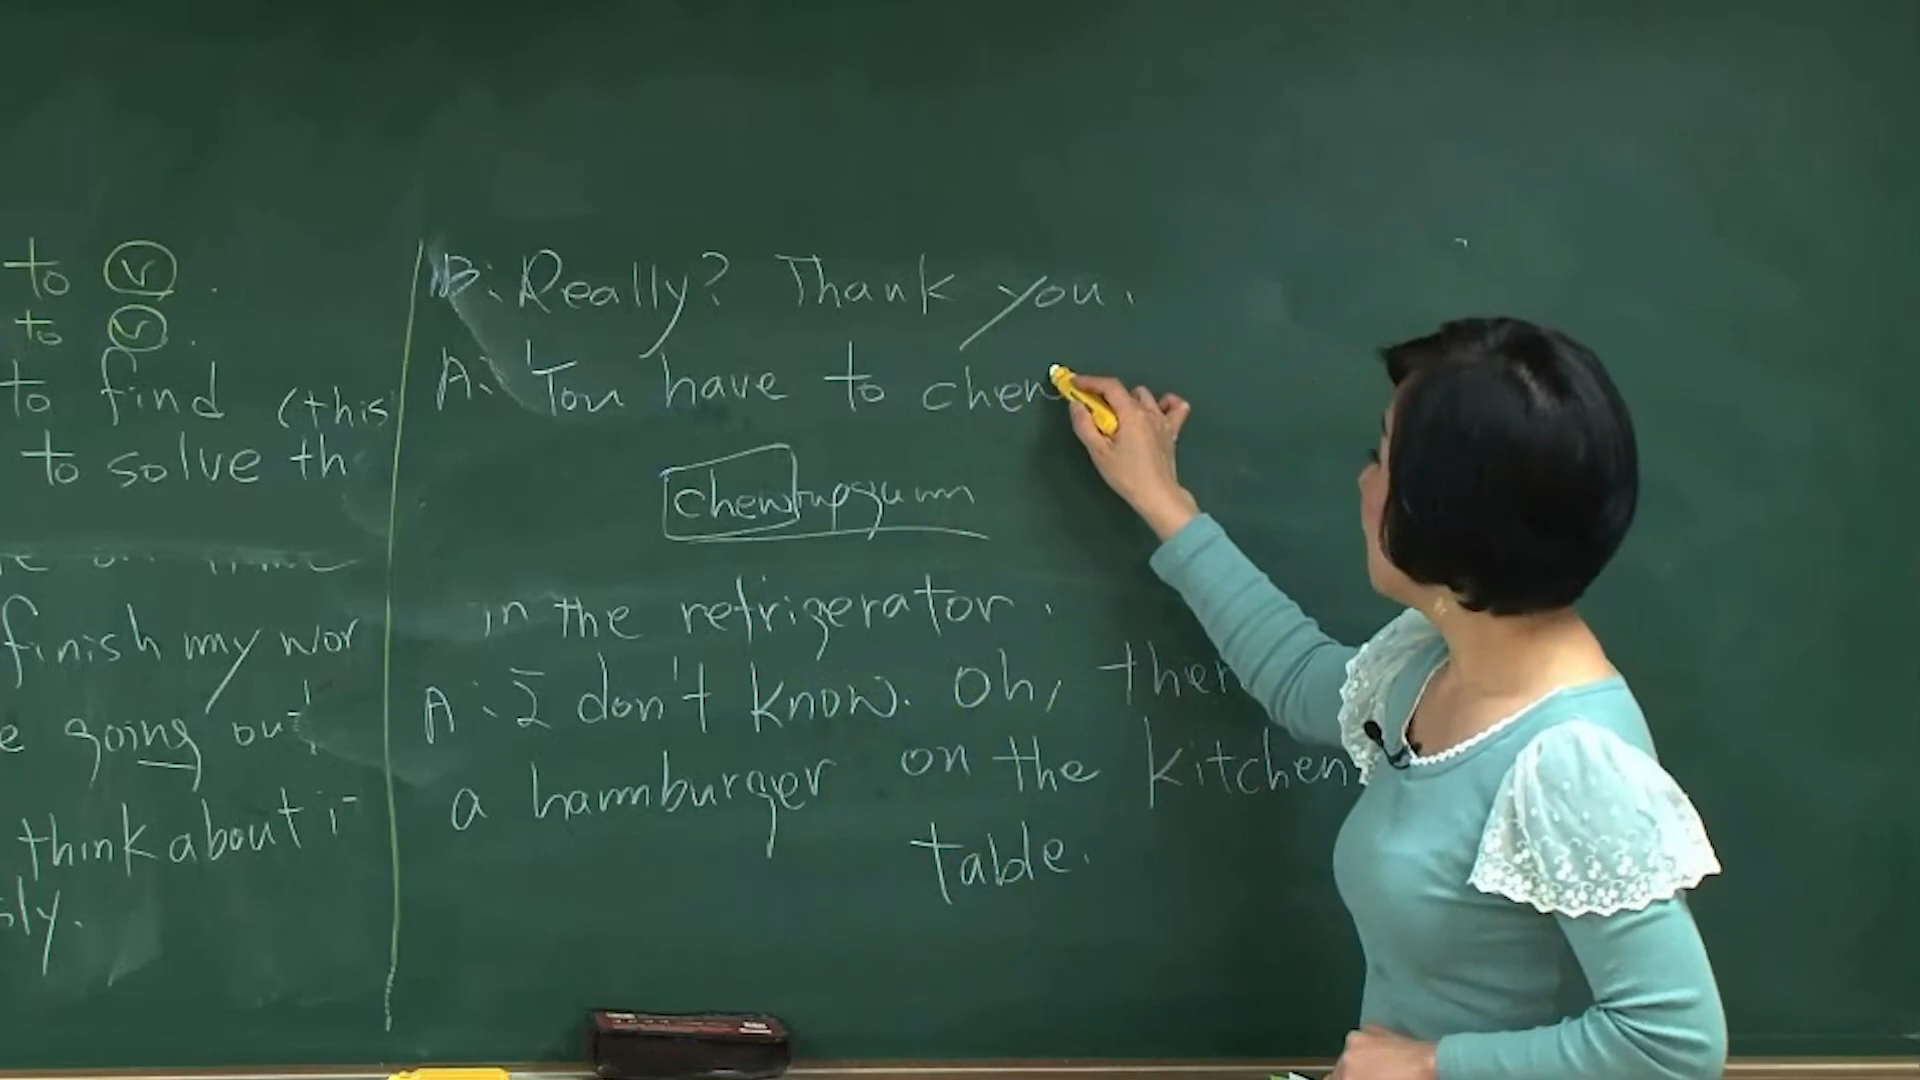 to v.
to v.
to find (this
to solve th
finish my wor
e going out
think about i
sly.
B: Really? Thank you.
A: You have to chew
chewing gum
in the refrigerator.
A: I don't know. Oh, ther
a hamburger on the kitchen
table.